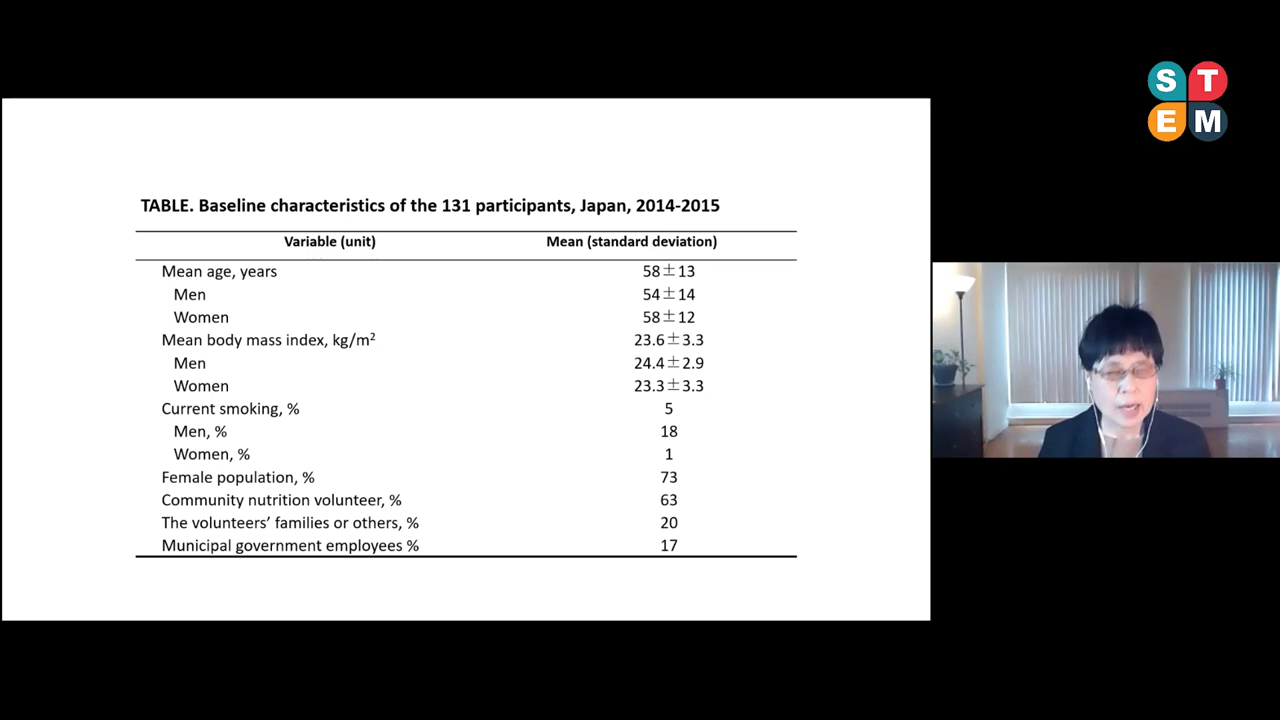 S T
E M
TABLE. Baseline characteristics of the 131 participants, Japan, 2014-2015
Variable (unit) Mean (standard deviation)
Mean age, years 58±13
Men 54±14
Women 58±12
Mean body mass index, kg/m² 23.6±3.3
Men 24.4±2.9
Women 23.3±3.3
Current smoking, % 5
Men, % 18
Women, % 1
Female population, % 73
Community nutrition volunteer, % 63
The volunteers’ families or others, % 20
Municipal government employees % 17